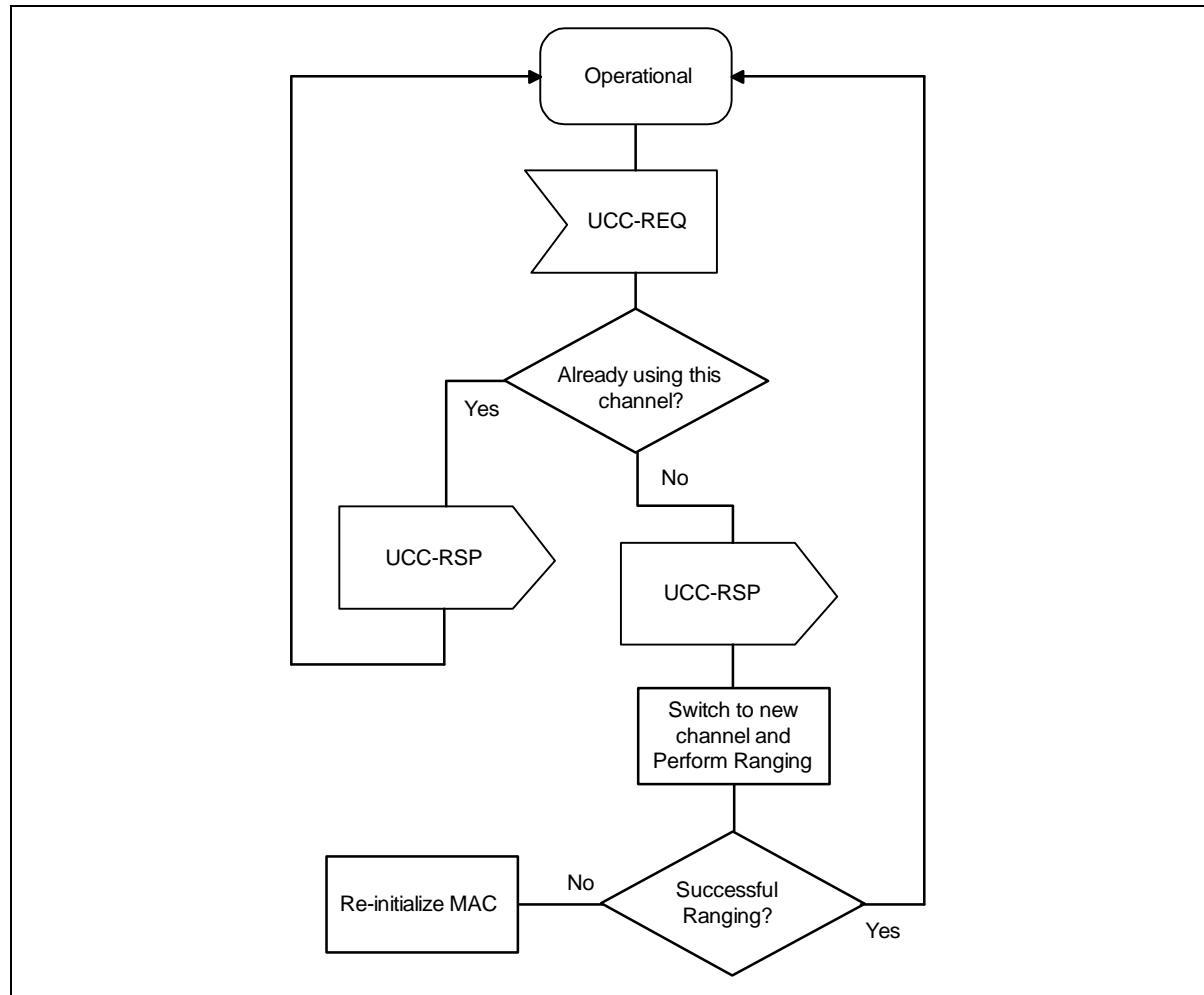 Operational
UCC-REQ
Already using this
channel?
Yes
No
UCC-RSP
UCC-RSP
Switch to new
channel and
Perform Ranging
Successful
Ranging?
No
Yes
Re-initialize MAC